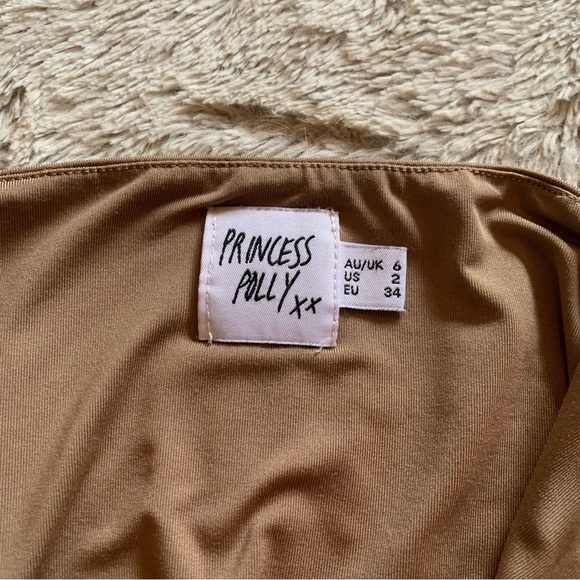 PRINCESS
POLLY xx
AU/UK 6
US 2
EU 34